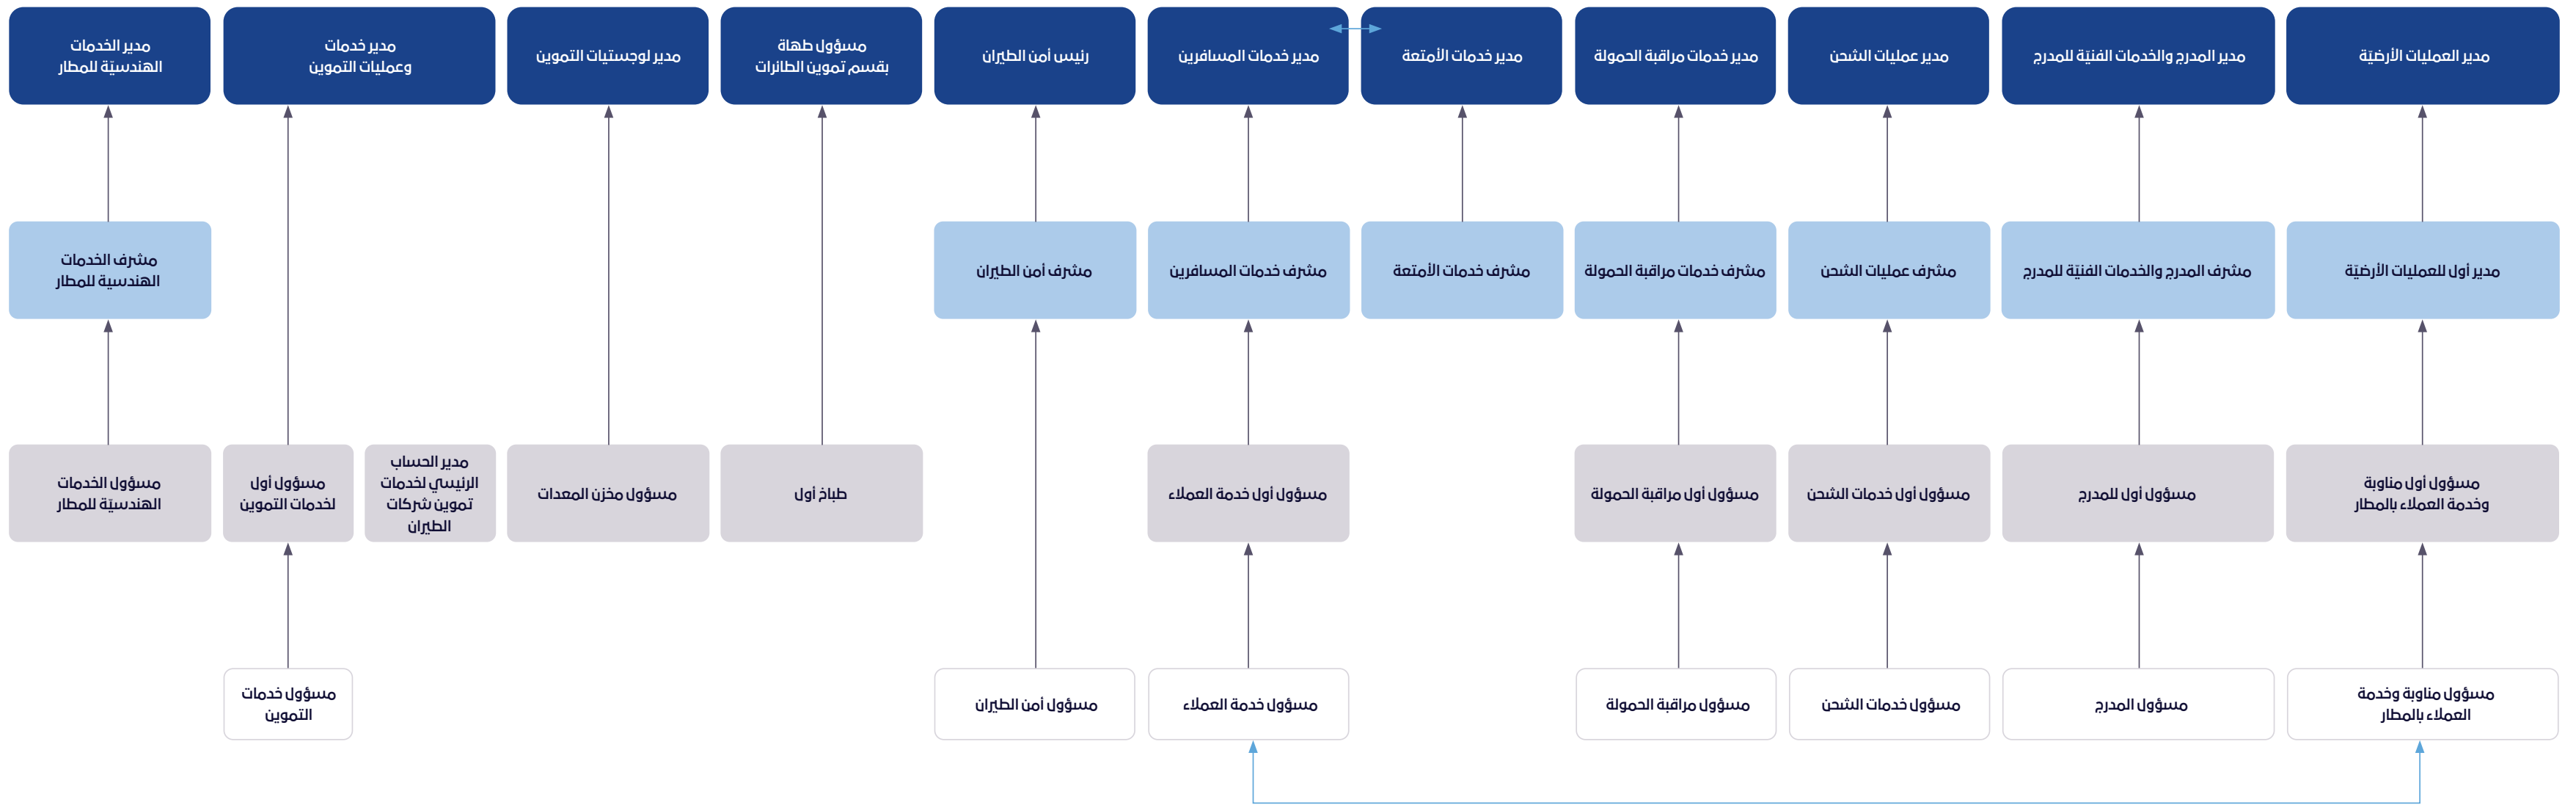 مدير العمليات الأرضيّة
مدير المدرج والخدمات الفنيّة للمدرج
مدير عمليات الشحن
مدير خدمات مراقبة الحمولة
مدير خدمات الأمتعة
مدير خدمات المسافرين
رئيس أمن الطيران
مسؤول طهاة
بقسم تموين الطائرات
مدير لوجستيات التموين
مدير خدمات
وعمليات التموين
مدير الخدمات
الهندسيّة للمطار
مدير أول للعمليات الأرضيّة
مشرف المدرج والخدمات الفنيّة للمدرج
مشرف عمليات الشحن
مشرف خدمات مراقبة الحمولة
مشرف خدمات الأمتعة
مشرف خدمات المسافرين
مشرف أمن الطيران
مشرف الخدمات
الهندسية للمطار
مسؤول أول مناوبة
وخدمة العملاء بالمطار
مسؤول أول للمدرج
مسؤول أول خدمات الشحن
مسؤول أول مراقبة الحمولة
مسؤول أول خدمة العملاء
طباخ أول
مسؤول مخزن المعدات
مدير الحساب
الرئيسي لخدمات
تموين شركات
الطيران
مسؤول أول
لخدمات التموين
مسؤول الخدمات
الهندسيّة للمطار
مسؤول مناوبة وخدمة
العملاء بالمطار
مسؤول المدرج
مسؤول خدمات الشحن
مسؤول مراقبة الحمولة
مسؤول خدمة العملاء
مسؤول أمن الطيران
مسؤول خدمات
التموين